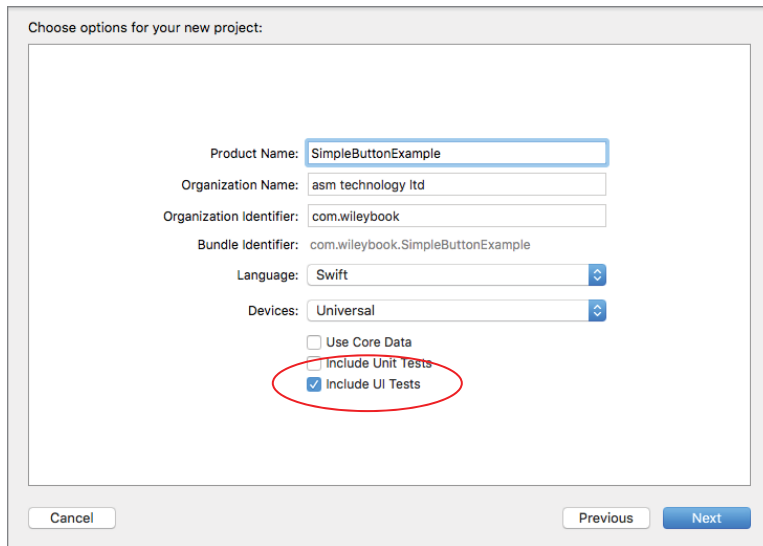 Choose options for your new project:
Product Name: SimpleButtonExample
Organization Name: asm technology ltd
Organization Identifier: com.wileybook
Bundle Identifier: com.wileybook.SimpleButtonExample
Language: Swift
Devices: Universal
Use Core Data
Include Unit Tests
Include UI Tests
Cancel Previous Next